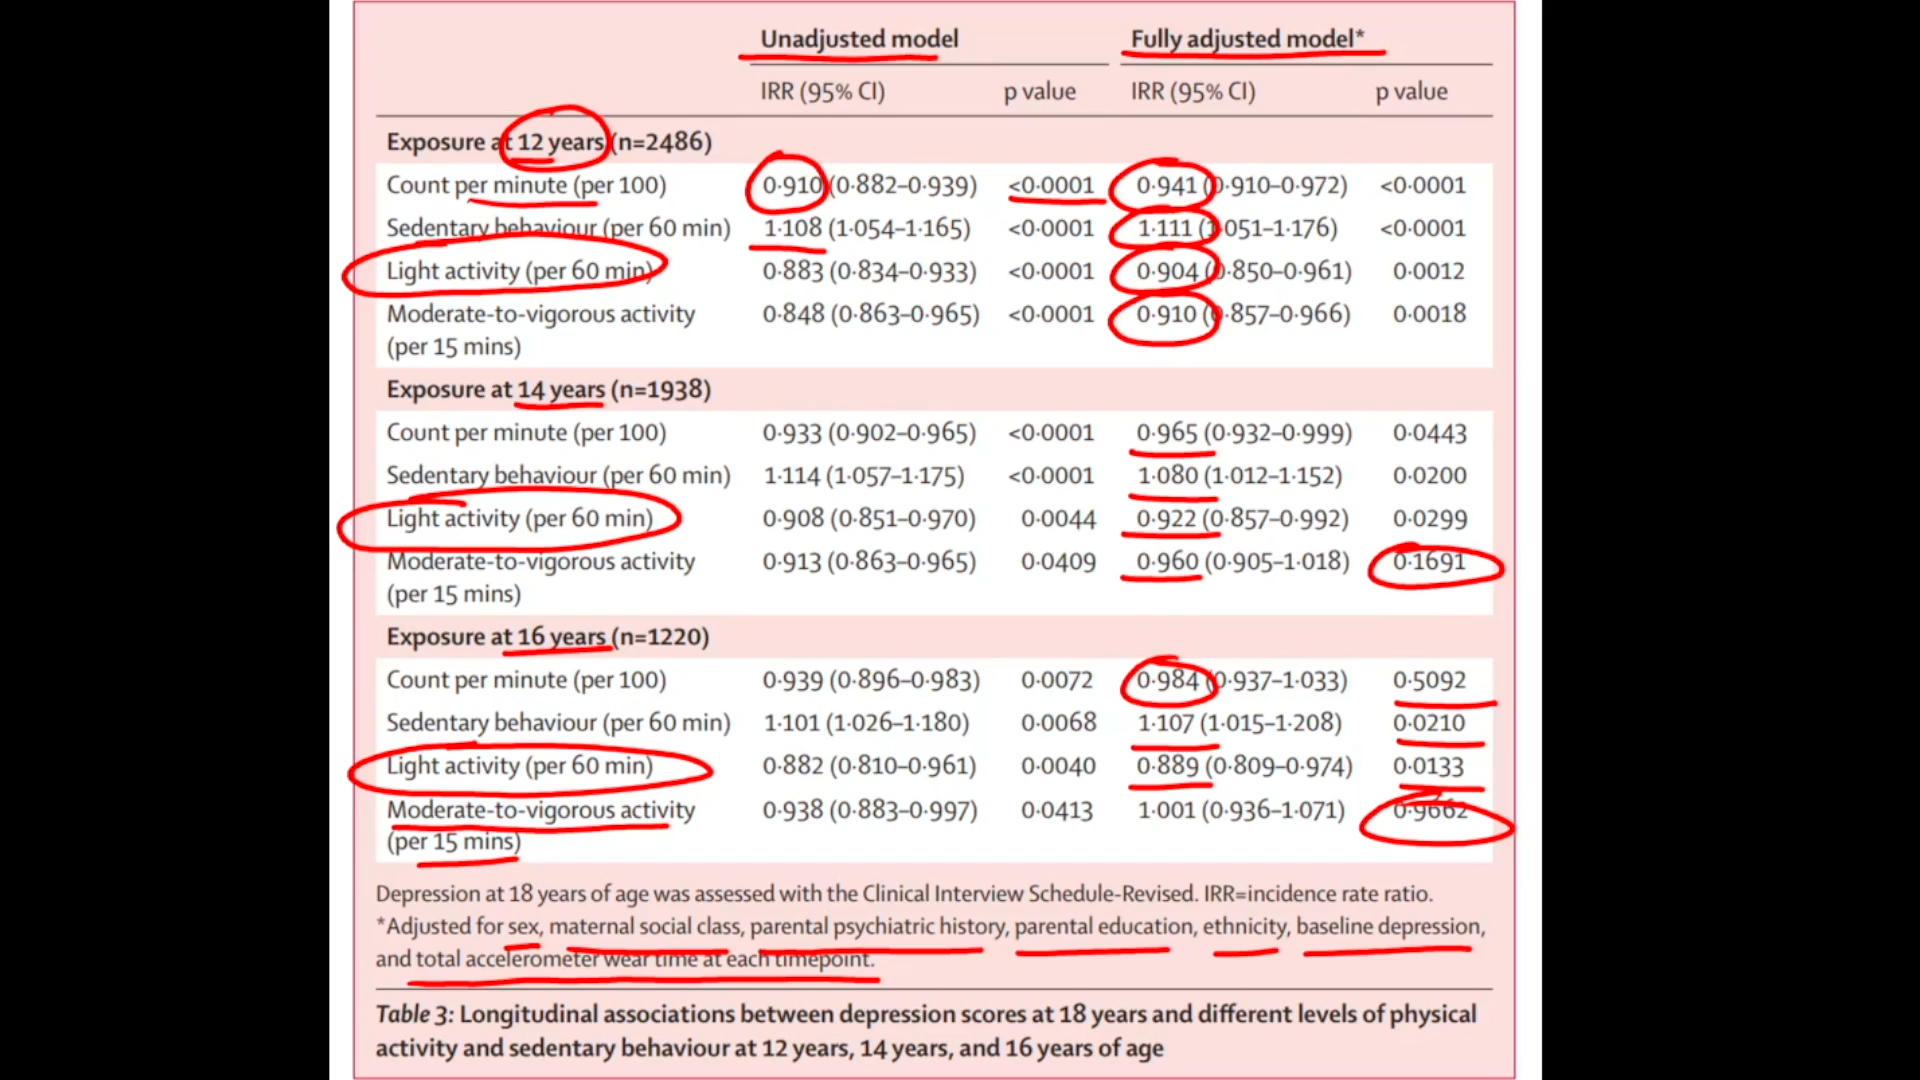 Unadjusted model Fully adjusted model*
IRR (95% CI) p value IRR (95% CI) p value
Exposure at 12 years (n=2486)
Count per minute (per 100) 0·910 (0·882–0·939) <0·0001 0·941 (0·910–0·972) <0·0001
Sedentary behaviour (per 60 min) 1·108 (1·054–1·165) <0·0001 1·111 (1·051–1·176) <0·0001
Light activity (per 60 min) 0·883 (0·834–0·933) <0·0001 0·904 (0·850–0·961) 0·0012
Moderate-to-vigorous activity 0·848 (0·863–0·965) <0·0001 0·910 (0·857–0·966) 0·0018
(per 15 mins)
Exposure at 14 years (n=1938)
Count per minute (per 100) 0·933 (0·902–0·965) <0·0001 0·965 (0·932–0·999) 0·0443
Sedentary behaviour (per 60 min) 1·114 (1·057–1·175) <0·0001 1·080 (1·012–1·152) 0·0200
Light activity (per 60 min) 0·908 (0·851–0·970) 0·0044 0·922 (0·857–0·992) 0·0299
Moderate-to-vigorous activity 0·913 (0·863–0·965) 0·0409 0·960 (0·905–1·018) 0·1691
(per 15 mins)
Exposure at 16 years (n=1220)
Count per minute (per 100) 0·939 (0·896–0·983) 0·0072 0·984 (0·937–1·033) 0·5092
Sedentary behaviour (per 60 min) 1·101 (1·026–1·180) 0·0068 1·107 (1·015–1·208) 0·0210
Light activity (per 60 min) 0·882 (0·810–0·961) 0·0040 0·889 (0·809–0·974) 0·0133
Moderate-to-vigorous activity 0·938 (0·883–0·997) 0·0413 1·001 (0·936–1·071) 0·9662
(per 15 mins)
Depression at 18 years of age was assessed with the Clinical Interview Schedule-Revised. IRR=incidence rate ratio.
*Adjusted for sex, maternal social class, parental psychiatric history, parental education, ethnicity, baseline depression,
and total accelerometer wear time at each timepoint.
Table 3: Longitudinal associations between depression scores at 18 years and different levels of physical
activity and sedentary behaviour at 12 years, 14 years, and 16 years of age